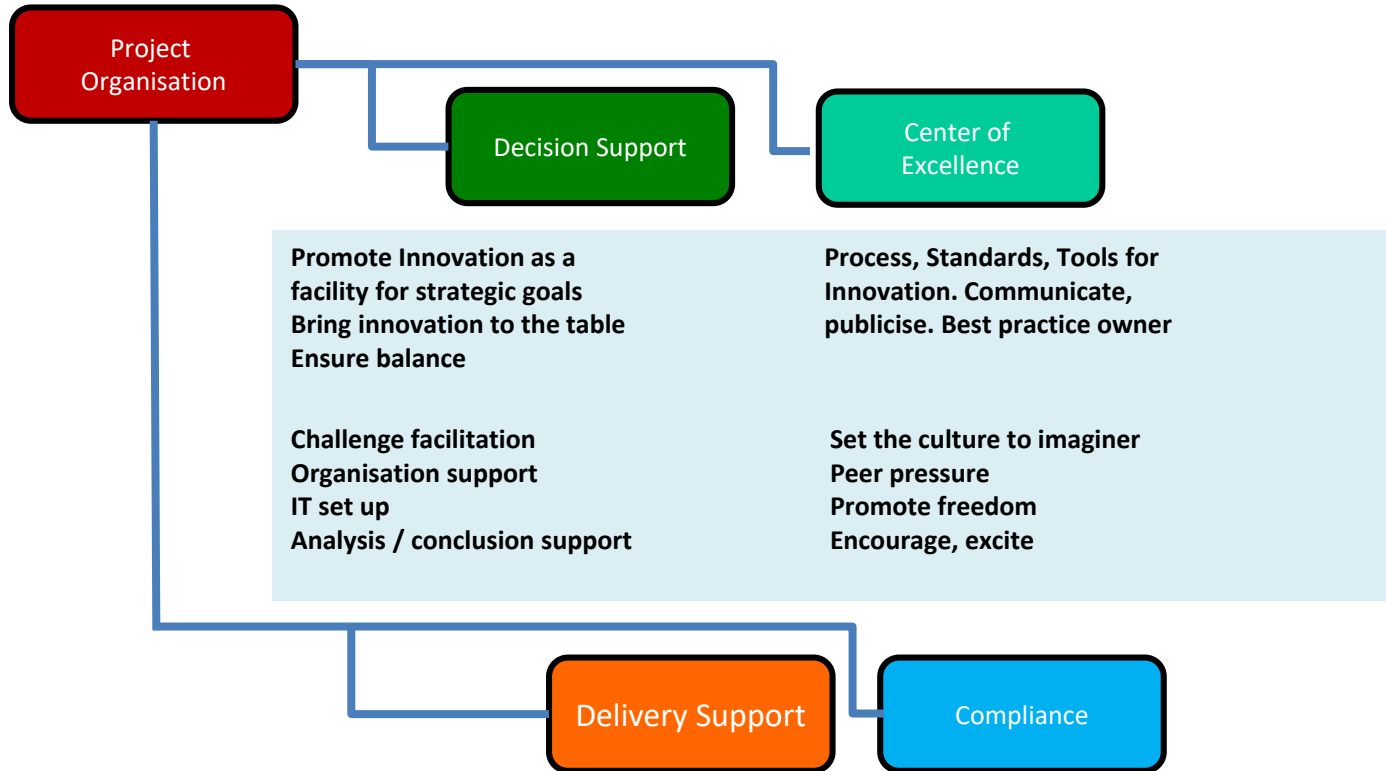 Project
Organisation
Decision Support
Center of
Excellence
Promote Innovation as a
facility for strategic goals
Bring innovation to the table
Ensure balance
Process, Standards, Tools for
Innovation. Communicate,
publicise. Best practice owner
Challenge facilitation
Organisation support
IT set up
Analysis / conclusion support
Set the culture to imaginer
Peer pressure
Promote freedom
Encourage, excite
Delivery Support
Compliance